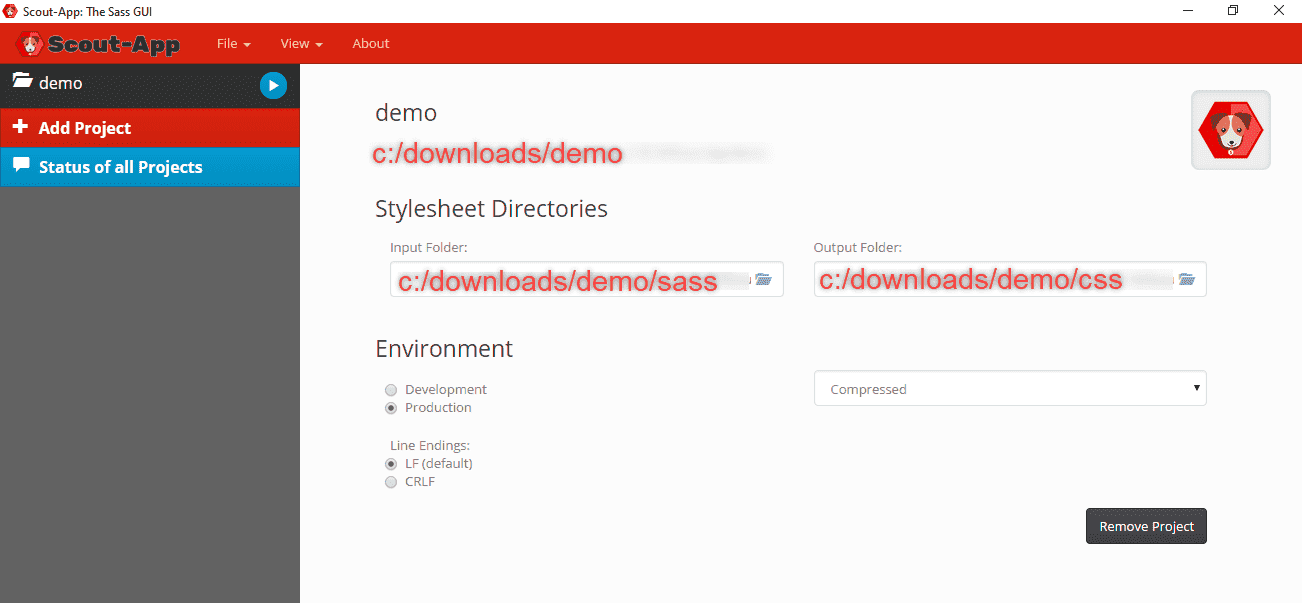 Scout-App: The Sass GUI
Scout-App File View About
demo
Add Project
Status of all Projects
demo
c:/downloads/demo
Stylesheet Directories
Input Folder: Output Folder:
c:/downloads/demo/sass c:/downloads/demo/css
Environment
Development Compressed
Production
Line Endings:
LF (default)
CRLF
Remove Project